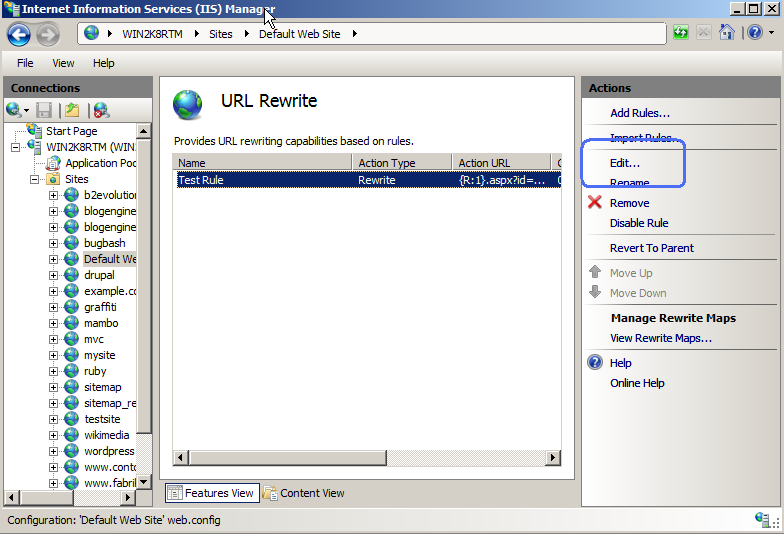 Internet Information Services (IIS) Manager
WIN2K8RTM Sites Default Web Site
File View Help
Connections
Start Page
WIN2K8RTM (WIN
Application Poo
Sites
b2evolution
blogengine
blogengine
bugbash
Default We
drupal
example.co
graffiti
mambo
mvc
mysite
ruby
sitemap
sitemap_re
testsite
wikimedia
wordpress
www.conto
www.fabrik
URL Rewrite
Provides URL rewriting capabilities based on rules.
Name Action Type Action URL
Test Rule Rewrite {R:1}.aspx?id=...
Features View Content View
Actions
Add Rules...
Import Rules...
Edit...
Rename
Remove
Disable Rule
Revert To Parent
Move Up
Move Down
Manage Rewrite Maps
View Rewrite Maps...
Help
Online Help
Configuration: 'Default Web Site' web.config